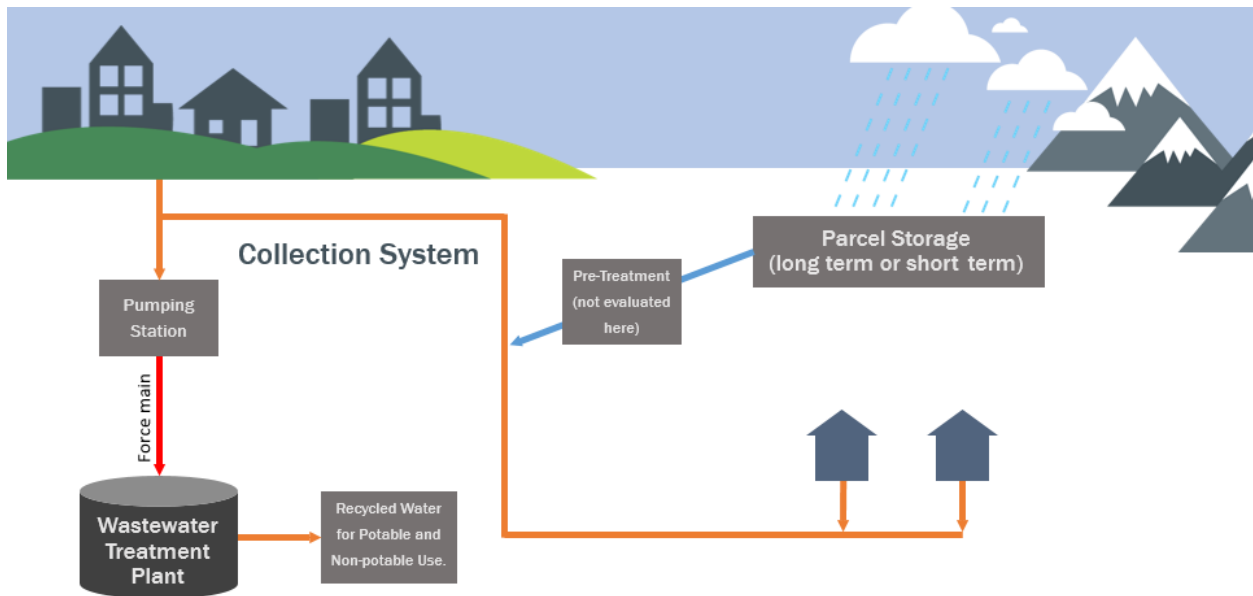 Collection System
Parcel Storage
(long term or short term)
Pre-Treatment
(not evaluated
here)
Pumping
Station
Force main
Wastewater
Treatment
Plant
Recycled Water
for Potable and
Non-potable Use.